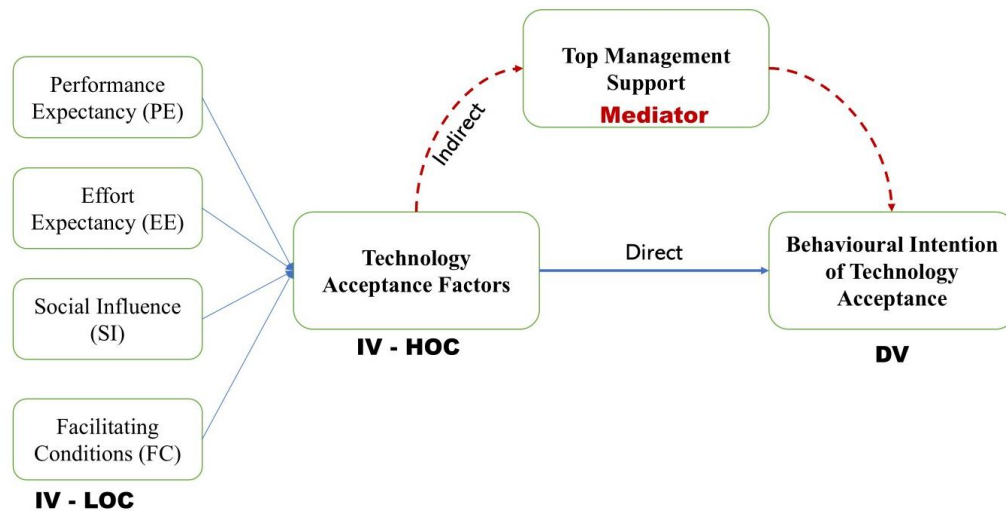 Performance
Expectancy (PE)
Effort
Expectancy (EE)
Social Influence
(SI)
Facilitating
Conditions (FC)
IV - LOC
Technology
Acceptance Factors
IV - HOC
Indirect
Top Management
Support
Mediator
Direct
Behavioural Intention
of Technology
Acceptance
DV